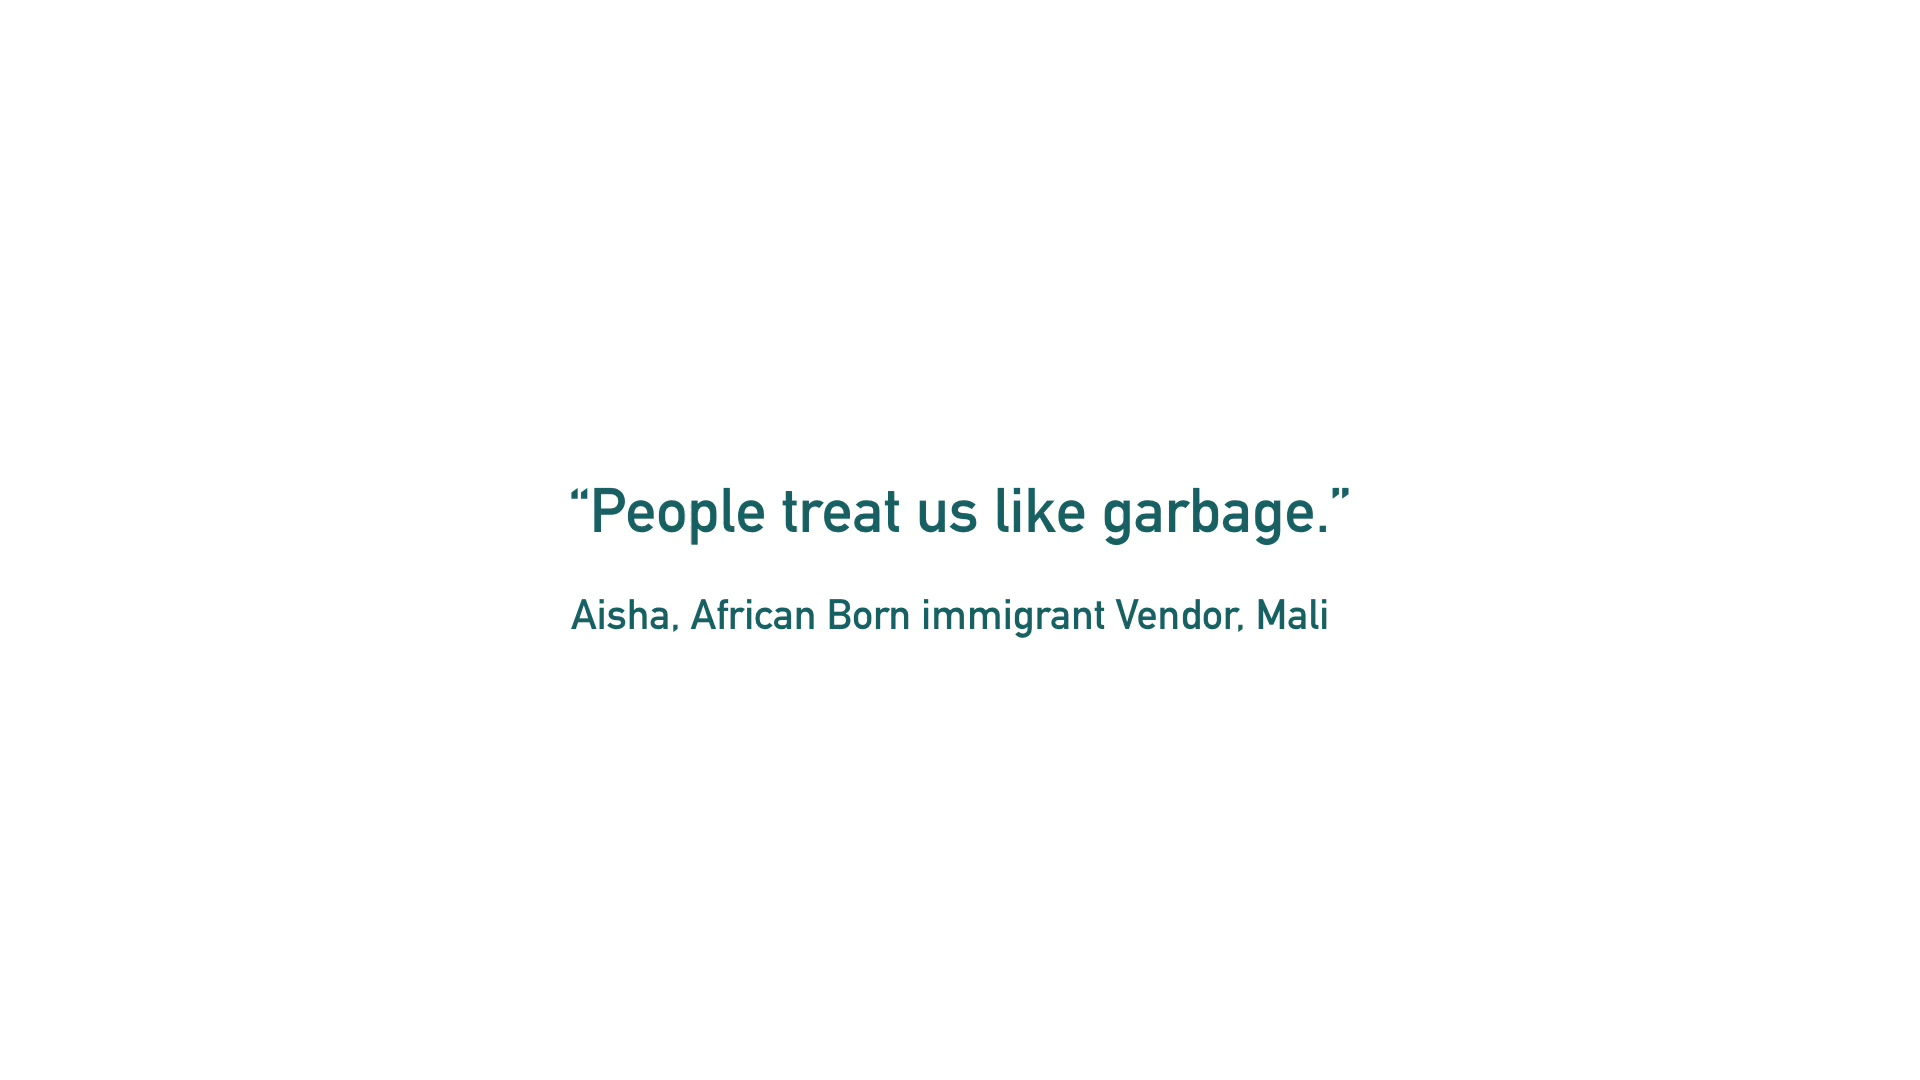 “People treat us like garbage.”
Aisha, African Born immigrant Vendor, Mali